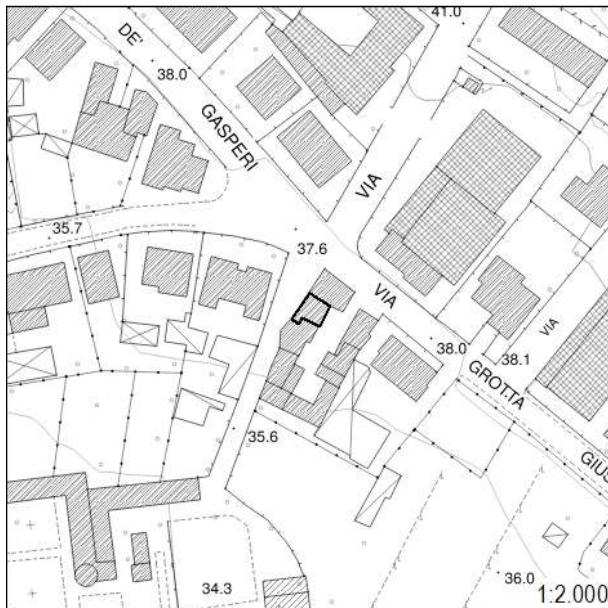 41.0
DE'
38.0
GASPERI
VIA
35.7
37.6
VIA
38.0
38.1
VIA
GROTTA
35.6
GIUS
36.0
34.3
1:2.000